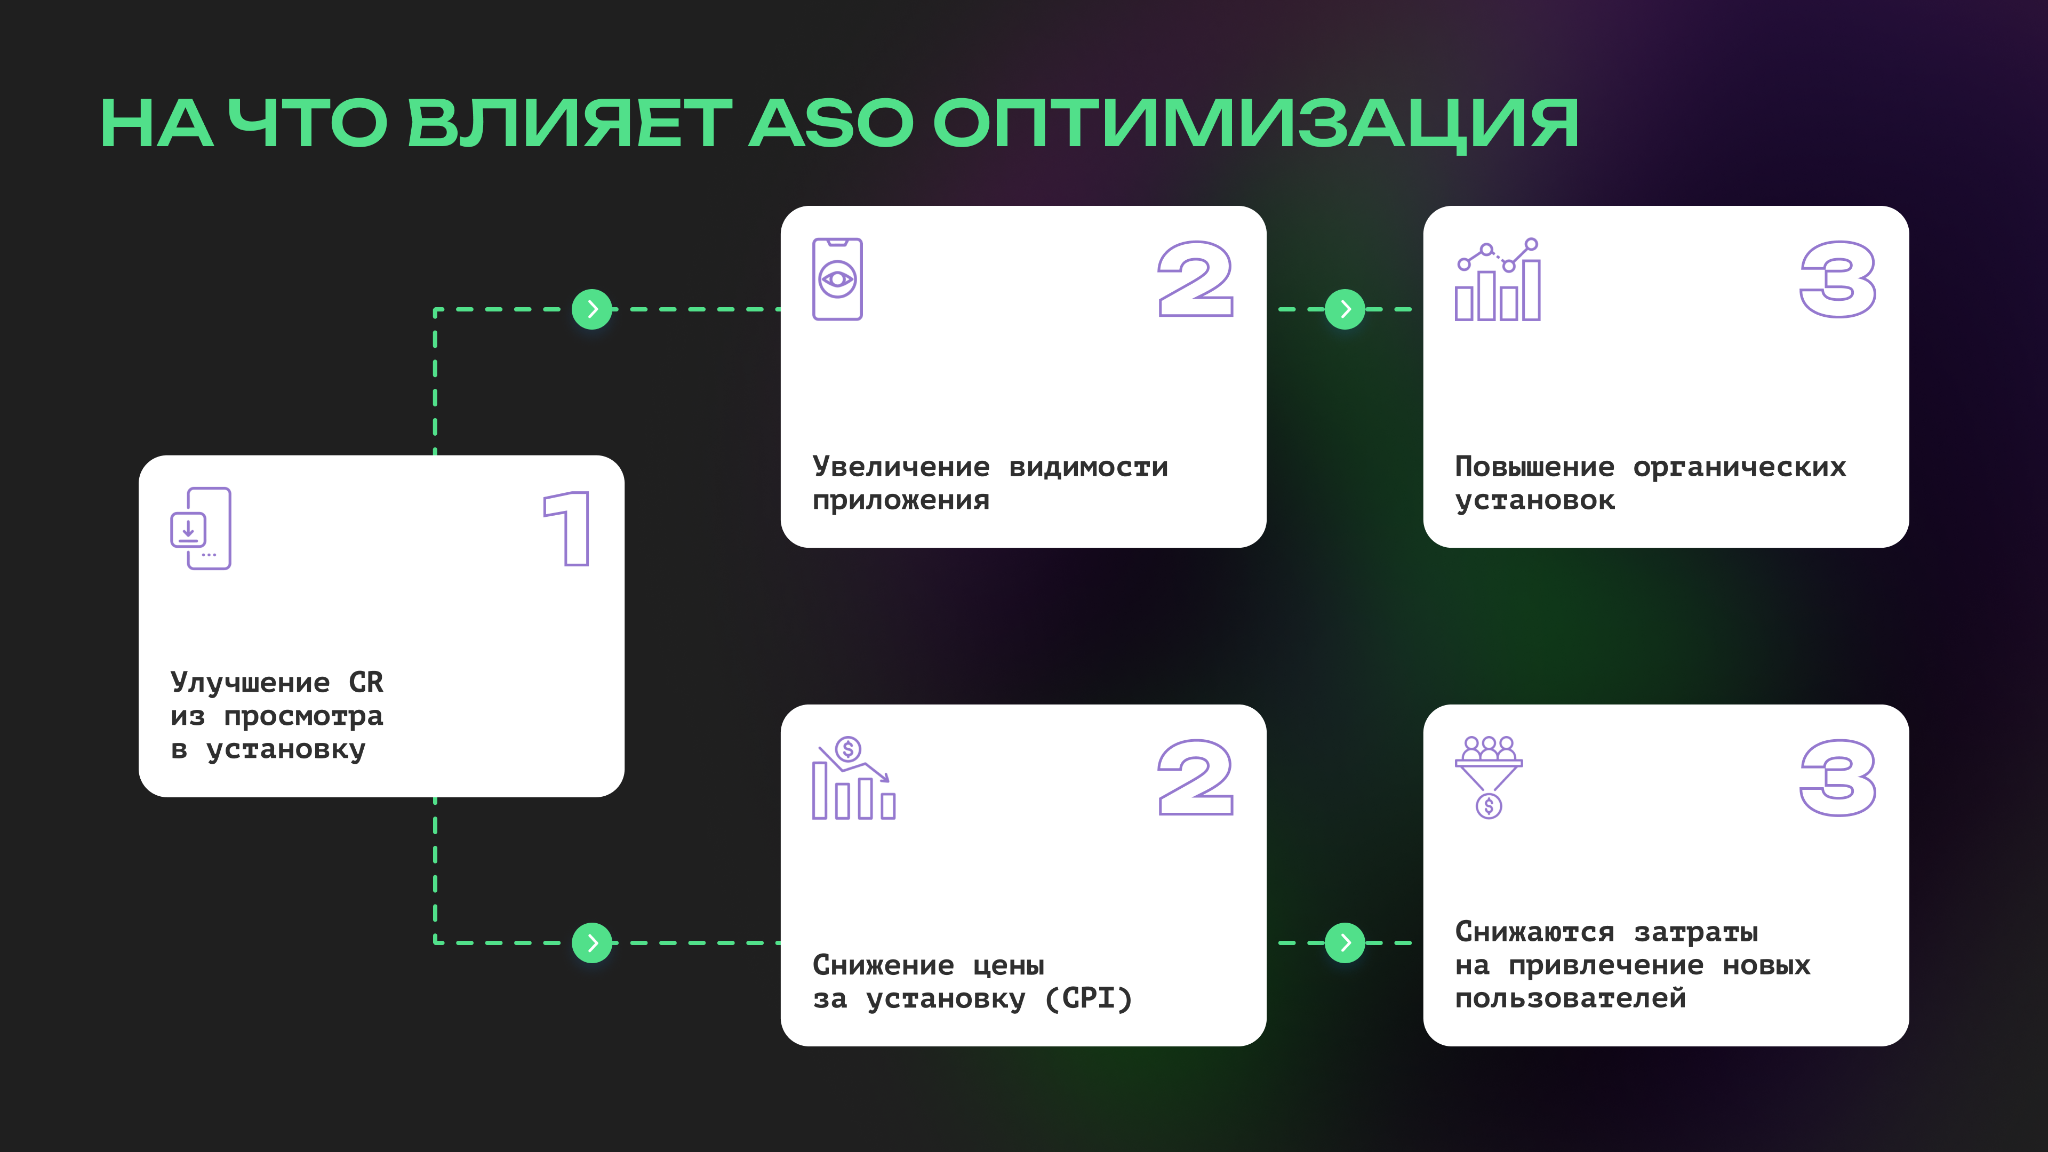 НА ЧТО ВЛИЯЕТ ASO ОПТИМИЗАЦИЯ
1
Улучшение CR
из просмотра
в установку
2
Увеличение видимости
приложения
3
Повышение органических
установок
$
2
Снижение цены
за установку (CPI)
$
3
Снижаются затраты
на привлечение новых
пользователей